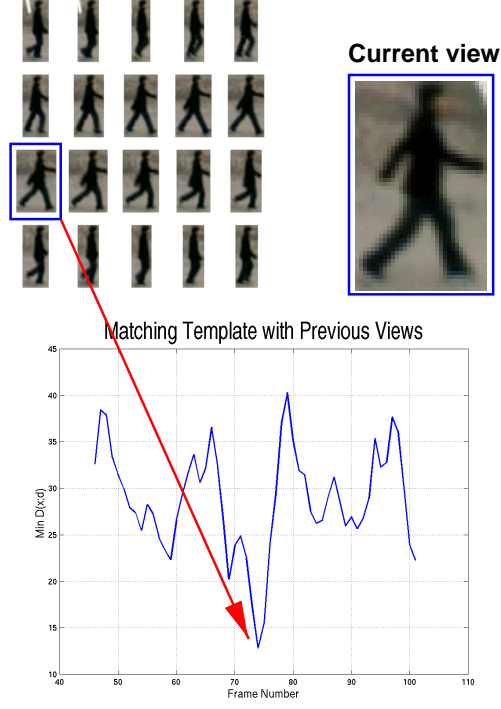 Current view
Matching Template with Previous Views
45
40
35
30
25
20
15
10
Min D(x:d)
40 50 60 70 80 90 100 110
Frame Number